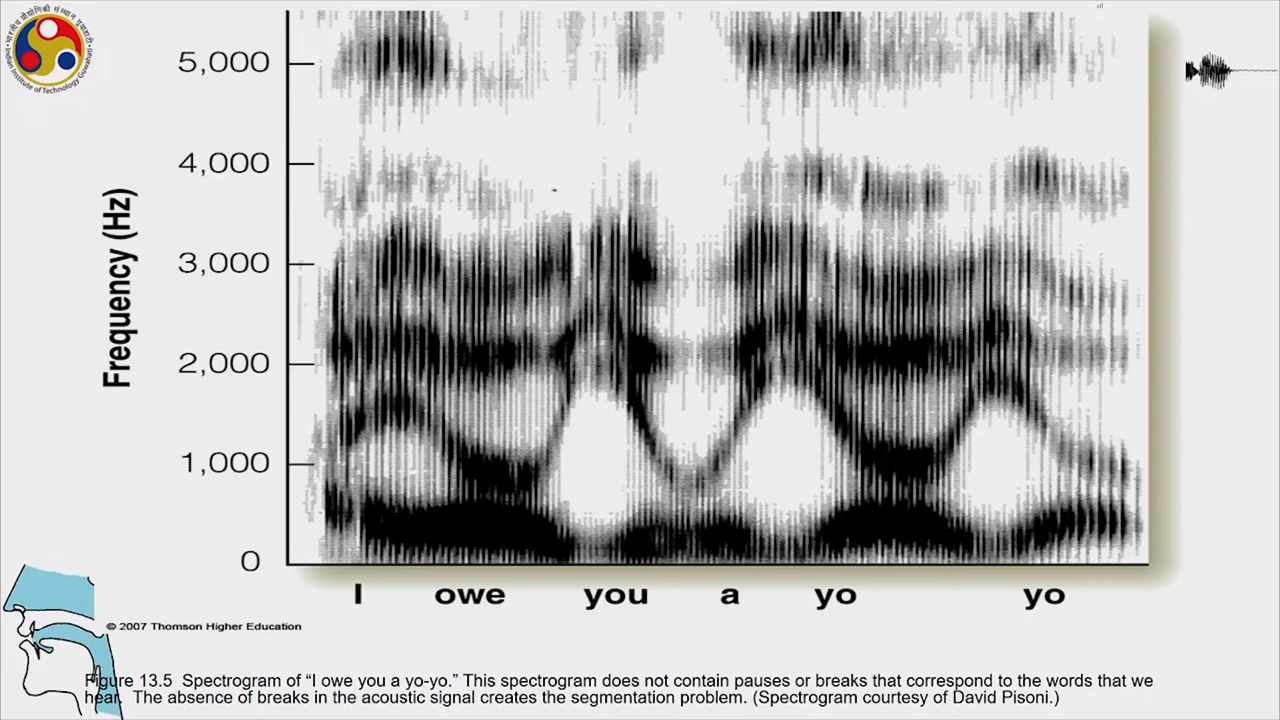 भारतीय प्रौद्योगिकी संस्थान गुवाहाटी
Indian Institute of Technology Guwahati
Frequency (Hz)
5,000
4,000
3,000
2,000
1,000
0
I owe you a yo yo
© 2007 Thomson Higher Education
Figure 13.5 Spectrogram of “I owe you a yo-yo.” This spectrogram does not contain pauses or breaks that correspond to the words that we
hear. The absence of breaks in the acoustic signal creates the segmentation problem. (Spectrogram courtesy of David Pisoni.)